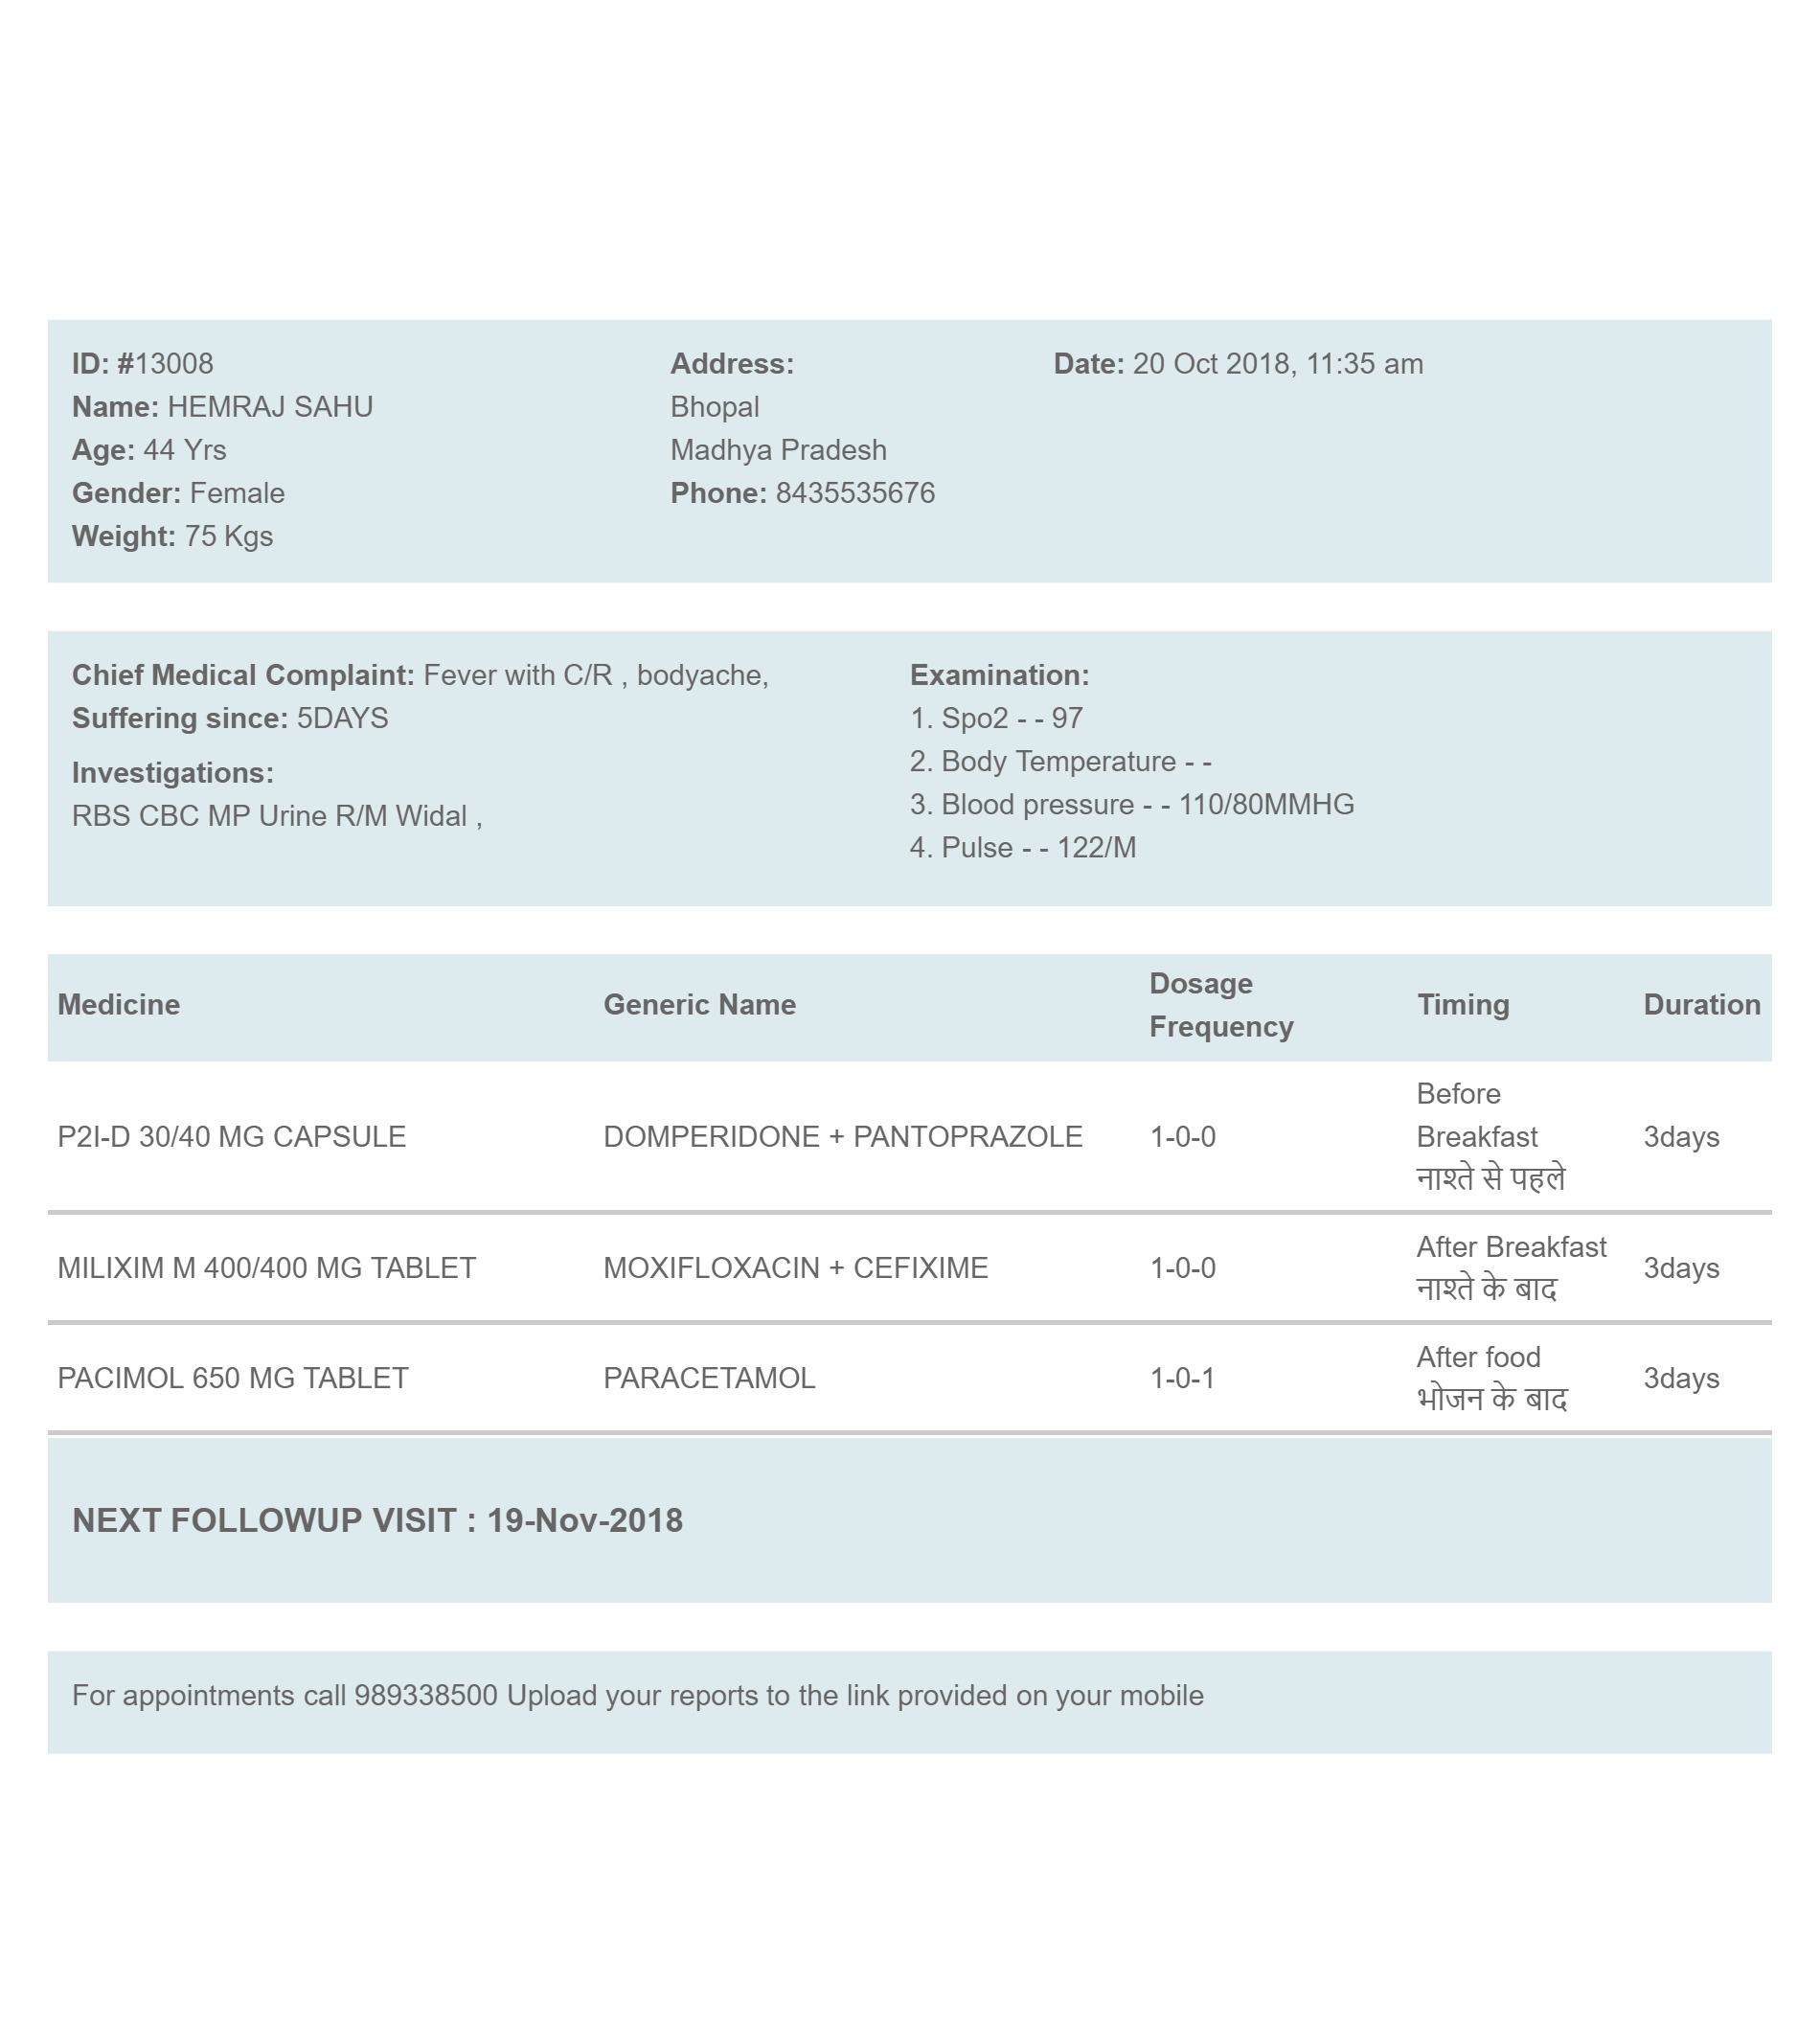 ID: #13008
Name: HEMRAJ SAHU
Age: 44 Yrs
Gender: Female
Weight: 75 Kgs
Address:
Bhopal
Madhya Pradesh
Phone: 8435535676
Date: 20 Oct 2018, 11:35 am
Chief Medical Complaint: Fever with C/R , bodyache,
Suffering since: 5DAYS
Investigations:
RBS CBC MP Urine R/M Widal ,
Examination:
1. Spo2 - - 97
2. Body Temperature - -
3. Blood pressure - - 110/80MMHG
4. Pulse - - 122/M
Medicine Generic Name Dosage Frequency Timing Duration
P2I-D 30/40 MG CAPSULE DOMPERIDONE + PANTOPRAZOLE 1-0-0 Before Breakfast नाश्ते से पहले 3days
MILIXIM M 400/400 MG TABLET MOXIFLOXACIN + CEFIXIME 1-0-0 After Breakfast नाश्ते के बाद 3days
PACIMOL 650 MG TABLET PARACETAMOL 1-0-1 After food भोजन के बाद 3days
NEXT FOLLOWUP VISIT : 19-Nov-2018
For appointments call 989338500 Upload your reports to the link provided on your mobile